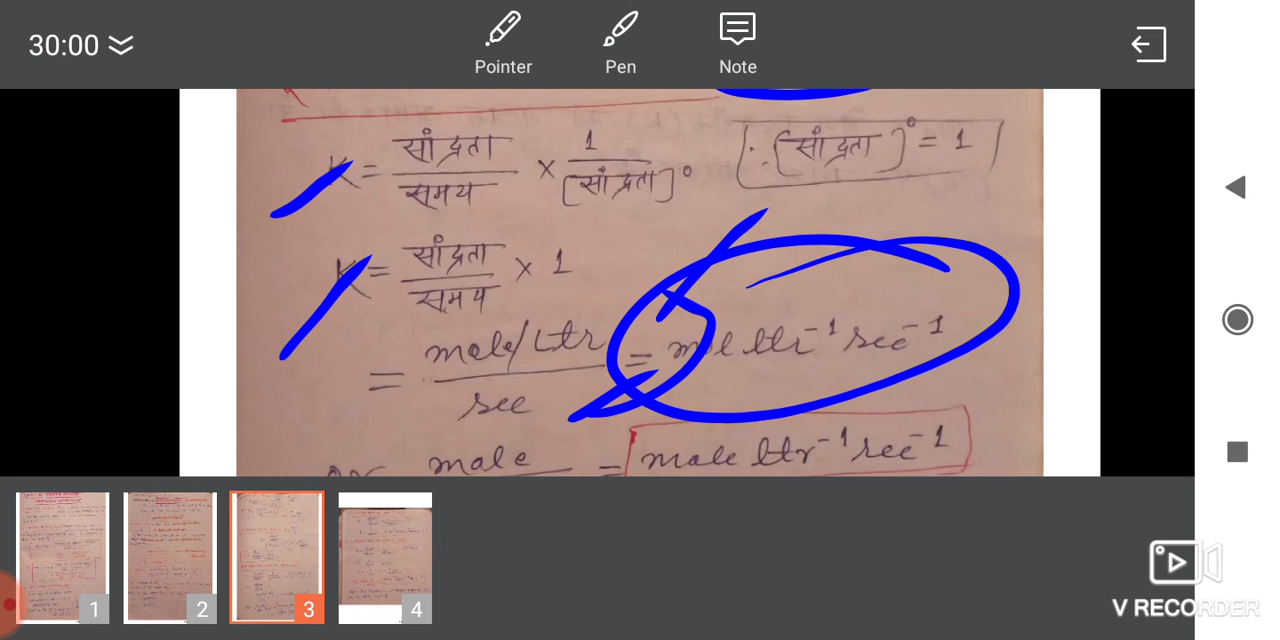 30:00
Pointer Pen Note
K = सांद्रता / समय × 1 / [सांद्रता]° [∵ [सांद्रता]° = 1]
K = सांद्रता / समय × 1
= mole/Ltr / sec = mol ltr⁻¹ sec⁻¹
mole = mole ltr⁻¹ sec⁻¹
1 2 3 4
V RECORDER